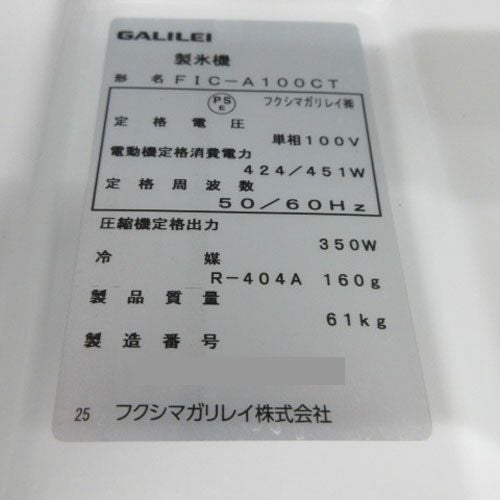 GALILEI
製氷機
形名 FIC-A100CT
PS E フクシマガリレイ㈱
定格電圧 単相100V
電動機定格消費電力
424/451W
定格周波数
50/60Hz
圧縮機定格出力
350W
冷媒
R-404A 160g
製品質量
61kg
製造番号
25 フクシマガリレイ株式会社